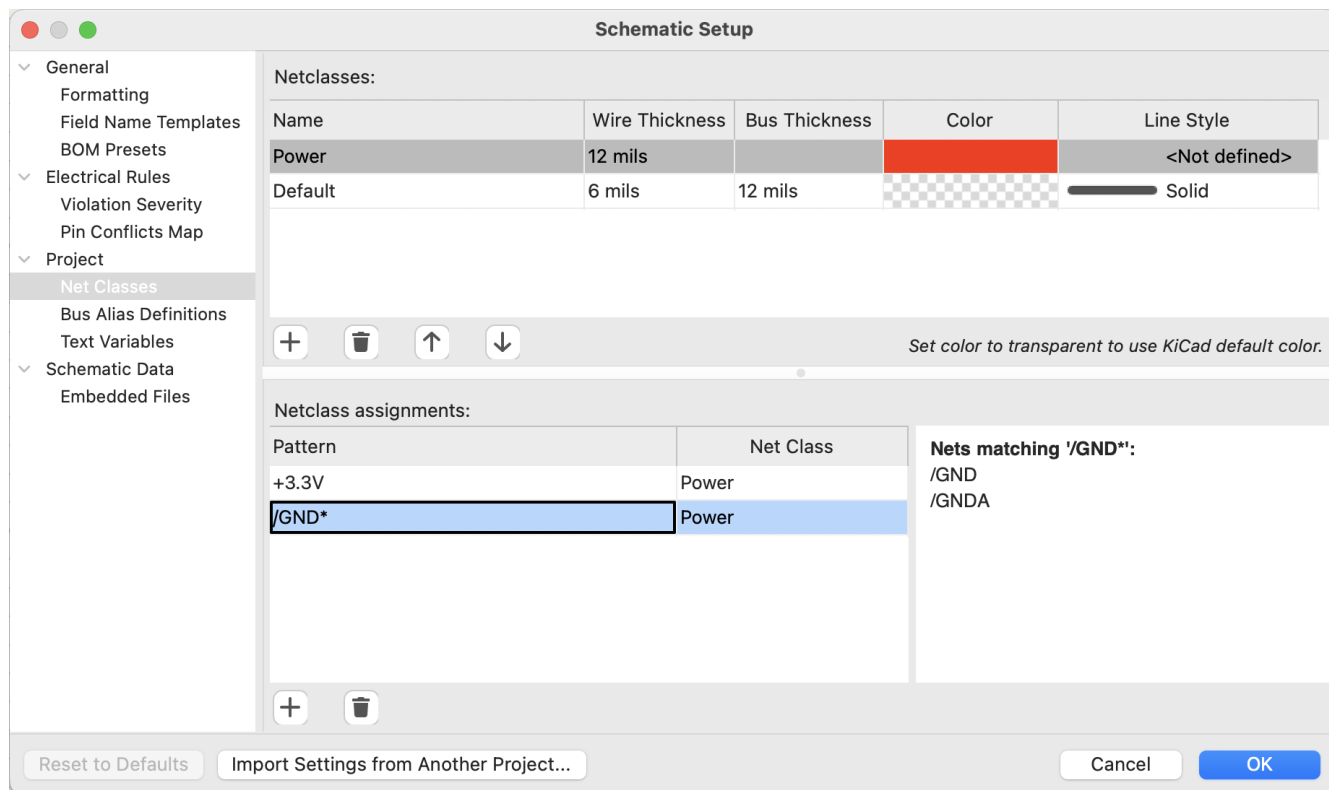 Schematic Setup
General
Formatting
Field Name Templates
BOM Presets
Electrical Rules
Violation Severity
Pin Conflicts Map
Project
Net Classes
Bus Alias Definitions
Text Variables
Schematic Data
Embedded Files
Netclasses:
Name Wire Thickness Bus Thickness Color Line Style
Power 12 mils <Not defined>
Default 6 mils 12 mils Solid
Set color to transparent to use KiCad default color.
Netclass assignments:
Pattern Net Class
+3.3V Power
/GND* Power
Nets matching '/GND*':
/GND
/GNDA
Reset to Defaults Import Settings from Another Project... Cancel OK